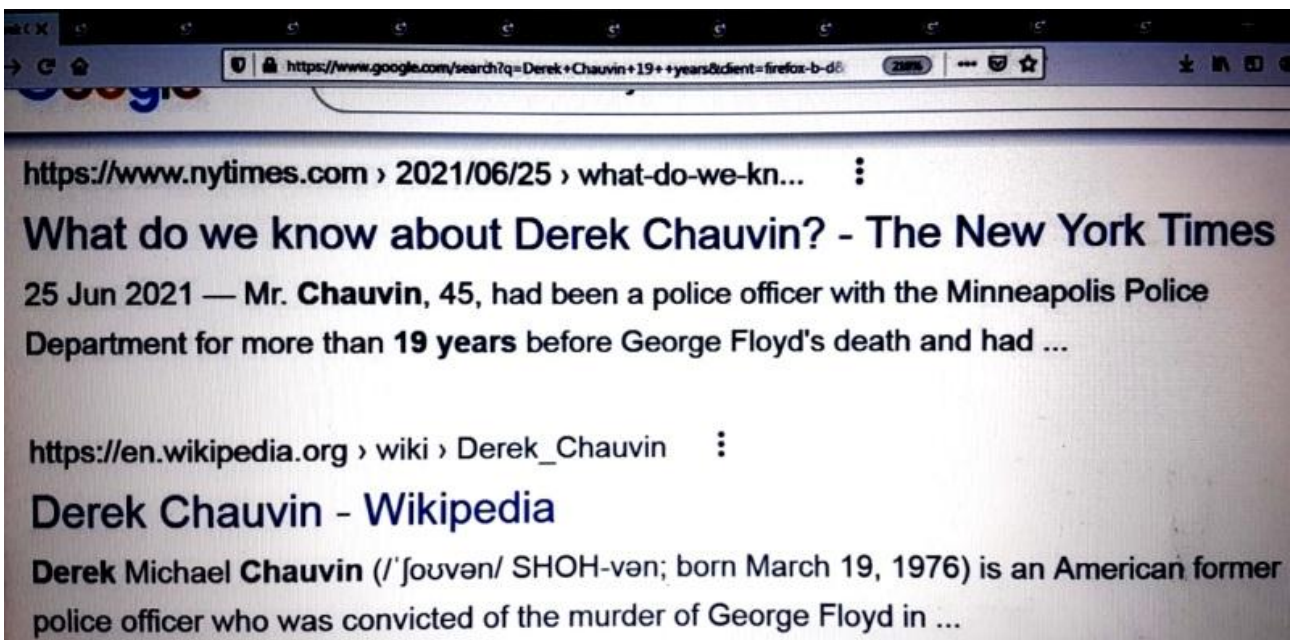 https://www.google.com/search?q=Derek+Chauvin+19++years&client=firefox-b-d&
210%
https://www.nytimes.com › 2021/06/25 › what-do-we-kn...
What do we know about Derek Chauvin? - The New York Times
25 Jun 2021 — Mr. Chauvin, 45, had been a police officer with the Minneapolis Police
Department for more than 19 years before George Floyd's death and had ...
https://en.wikipedia.org › wiki › Derek_Chauvin
Derek Chauvin - Wikipedia
Derek Michael Chauvin (/ˈʃoʊvən/ SHOH-vən; born March 19, 1976) is an American former
police officer who was convicted of the murder of George Floyd in ...